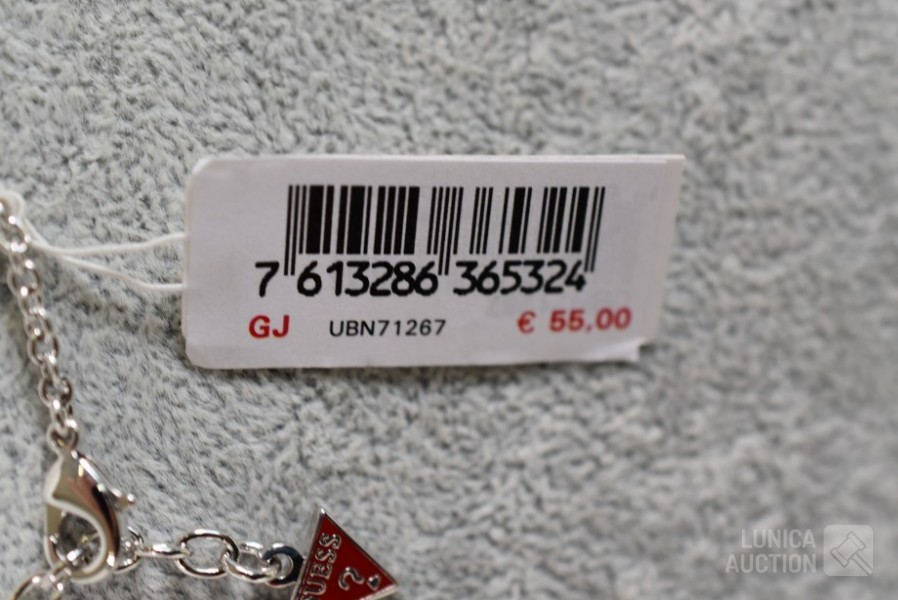 7 613286 365324
GJ UBN71267 € 55,00
GUESS
?
LUNICA
AUCTION